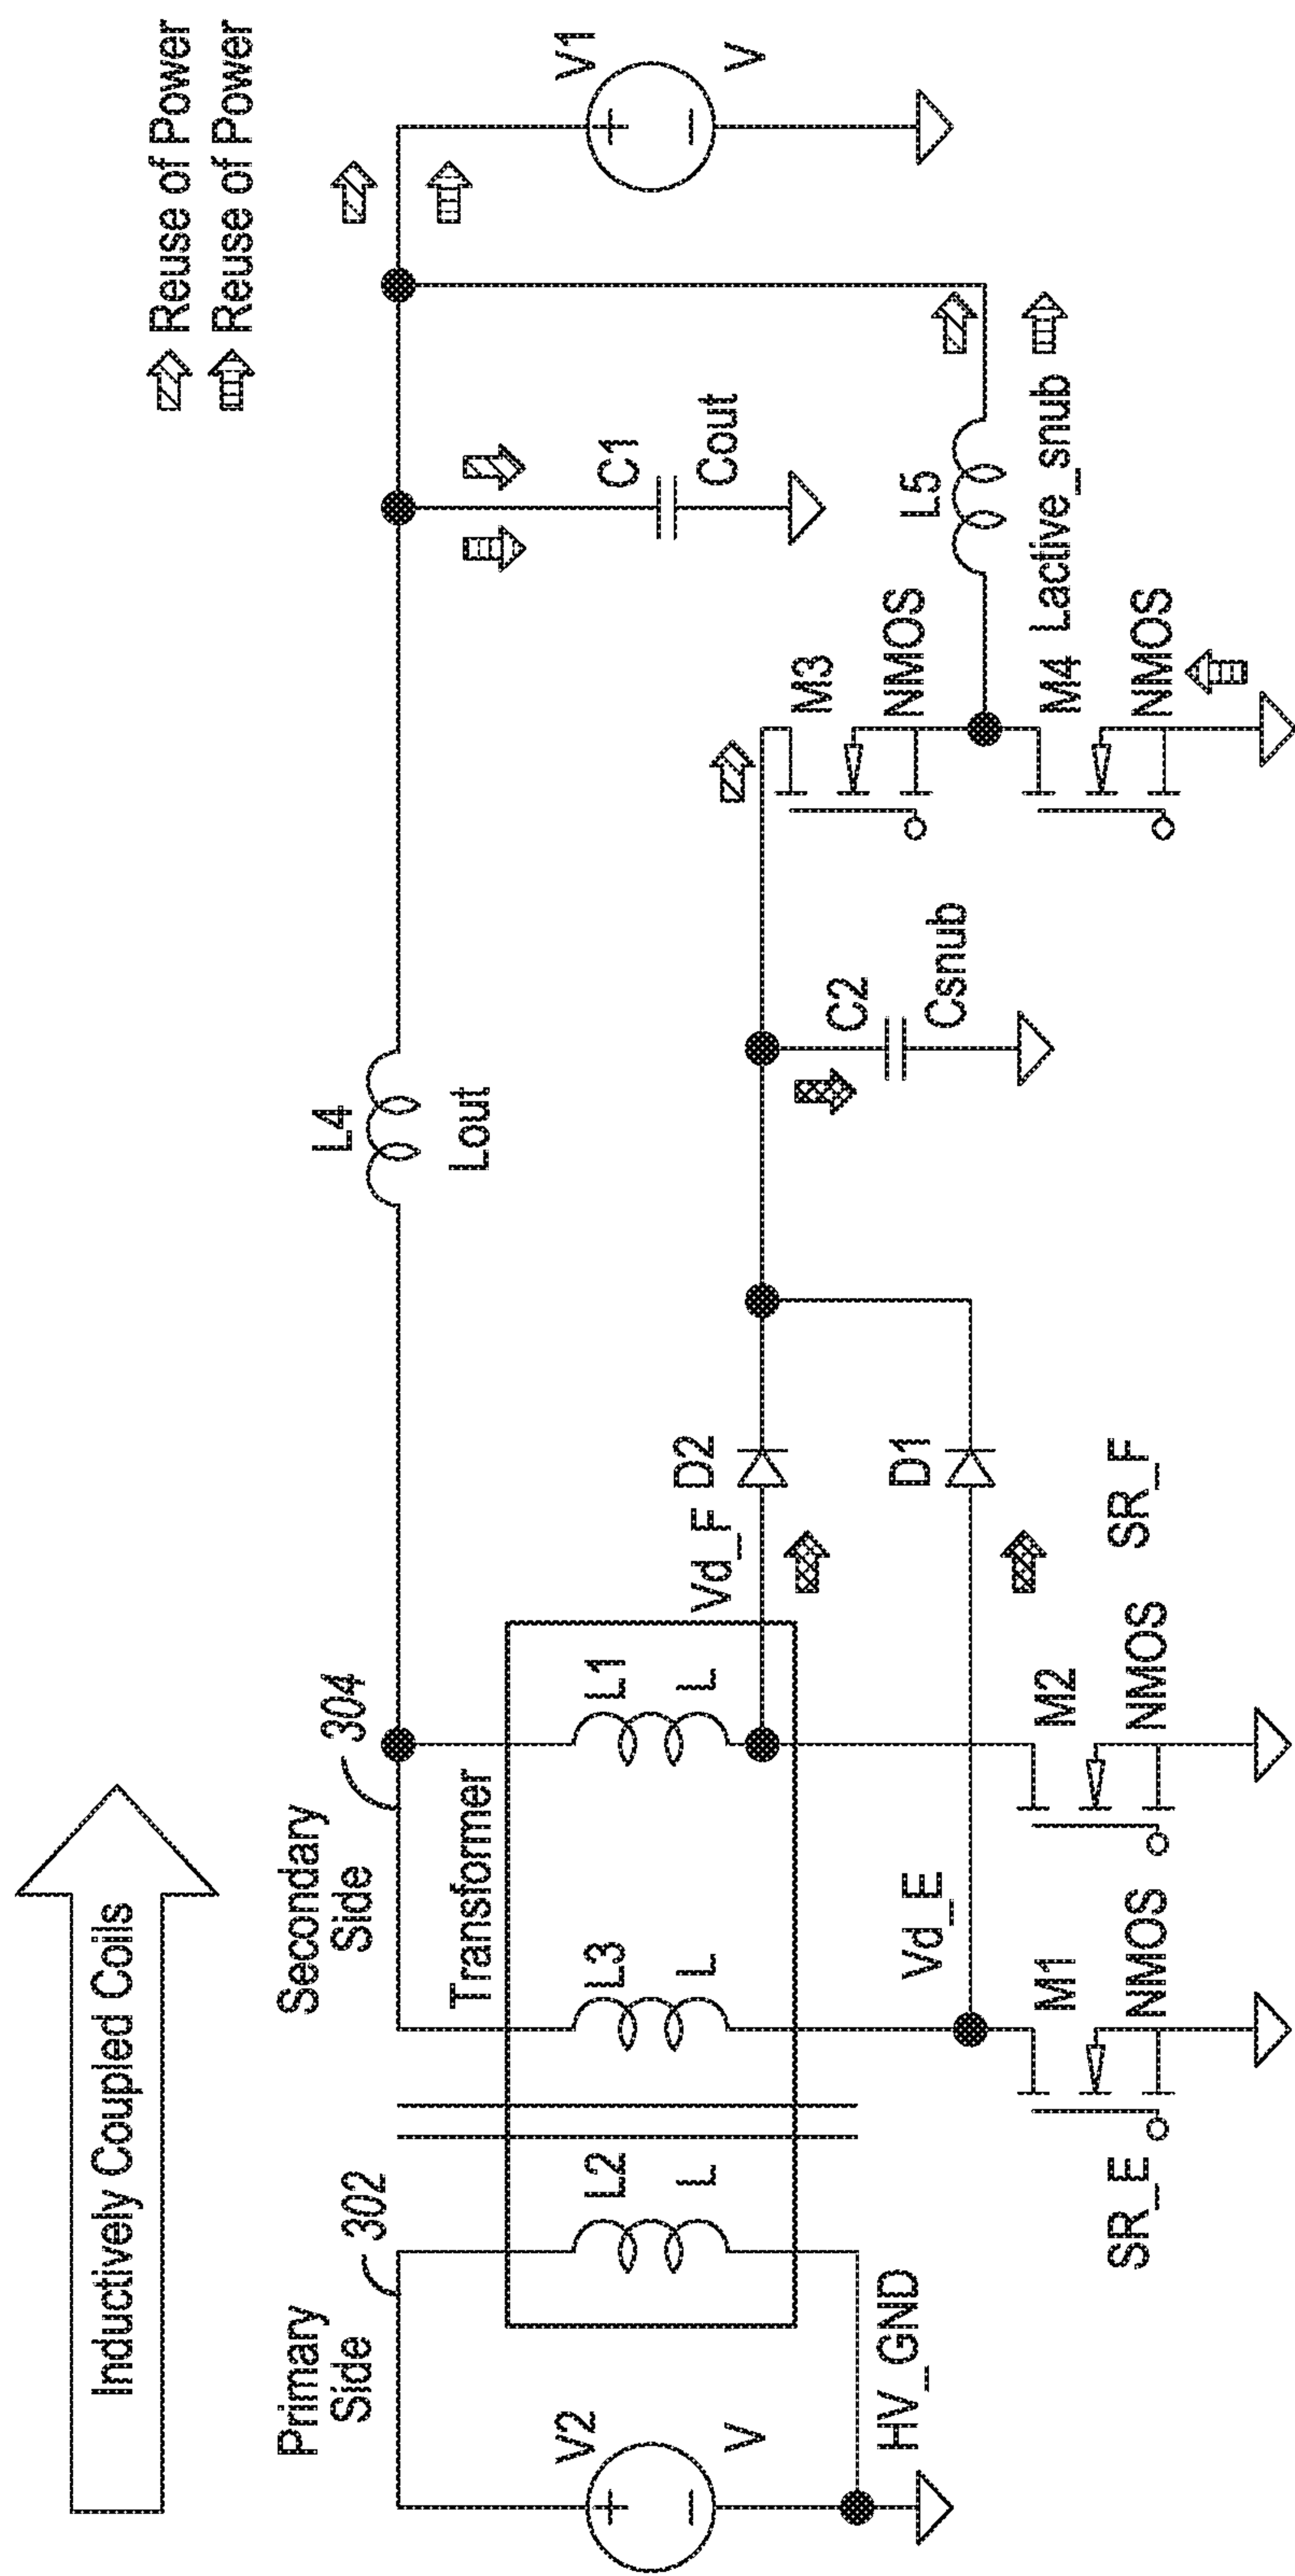 Inductively Coupled Coils
Reuse of Power
Reuse of Power
Primary
Side
302
Secondary
Side
304
Transformer
V2
V
HV_GND
L2
L
L3
L
L1
L
L4
Lout
Vd_F
D2
Vd_E
D1
SR_E
M1
NMOS
M2
NMOS
SR_F
C2
Csnub
M3
NMOS
M4
NMOS
L5
Lactive_snub
C1
Cout
V1
V